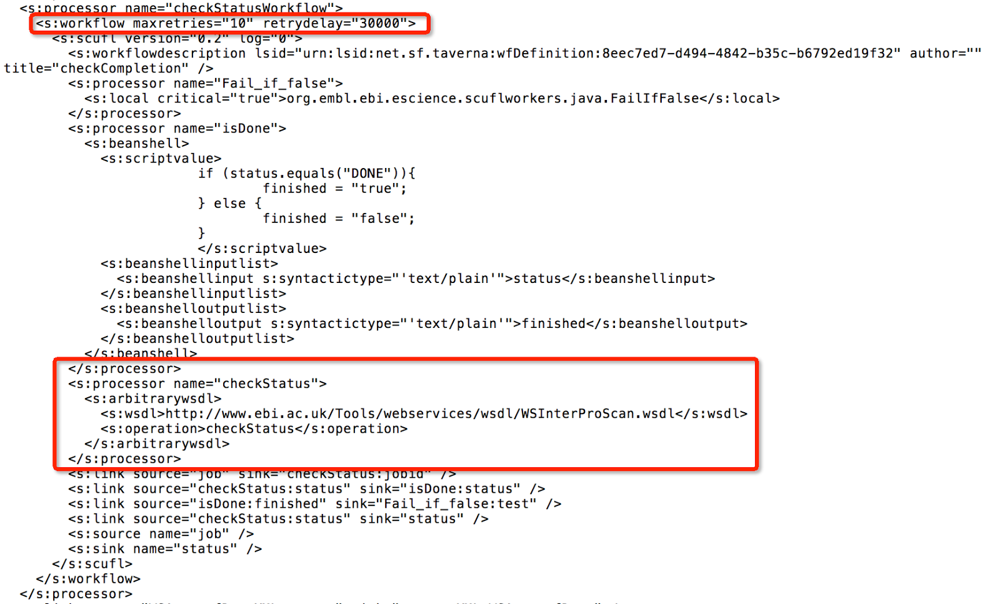 <s:processor name="checkStatusWorkflow">
<s:workflow maxretries="10" retrydelay="30000">
<s:scufl version="0.2" log="0">
<s:workflowdescription lsid="urn:lsid:net.sf.taverna:wfDefinition:8eec7ed7-d494-4842-b35c-b6792ed19f32" author=""
title="checkCompletion" />
<s:processor name="Fail_if_false">
<s:local critical="true">org.embl.ebi.escience.scuflworkers.java.FailIfFalse</s:local>
</s:processor>
<s:processor name="isDone">
<s:beanshell>
<s:scriptvalue>
if (status.equals("DONE")){
finished = "true";
} else {
finished = "false";
}
</s:scriptvalue>
<s:beanshellinputlist>
<s:beanshellinput s:syntactictype="'text/plain'">status</s:beanshellinput>
</s:beanshellinputlist>
<s:beanshelloutputlist>
<s:beanshelloutput s:syntactictype="'text/plain'">finished</s:beanshelloutput>
</s:beanshelloutputlist>
</s:beanshell>
</s:processor>
<s:processor name="checkStatus">
<s:arbitrarywsdl>
<s:wsdl>http://www.ebi.ac.uk/Tools/webservices/wsdl/WSInterProScan.wsdl</s:wsdl>
<s:operation>checkStatus</s:operation>
</s:arbitrarywsdl>
</s:processor>
<s:link source="job" sink="checkStatus:jobid" />
<s:link source="checkStatus:status" sink="isDone:status" />
<s:link source="isDone:finished" sink="Fail_if_false:test" />
<s:link source="checkStatus:status" sink="status" />
<s:source name="job" />
<s:sink name="status" />
</s:scufl>
</s:workflow>
</s:processor>